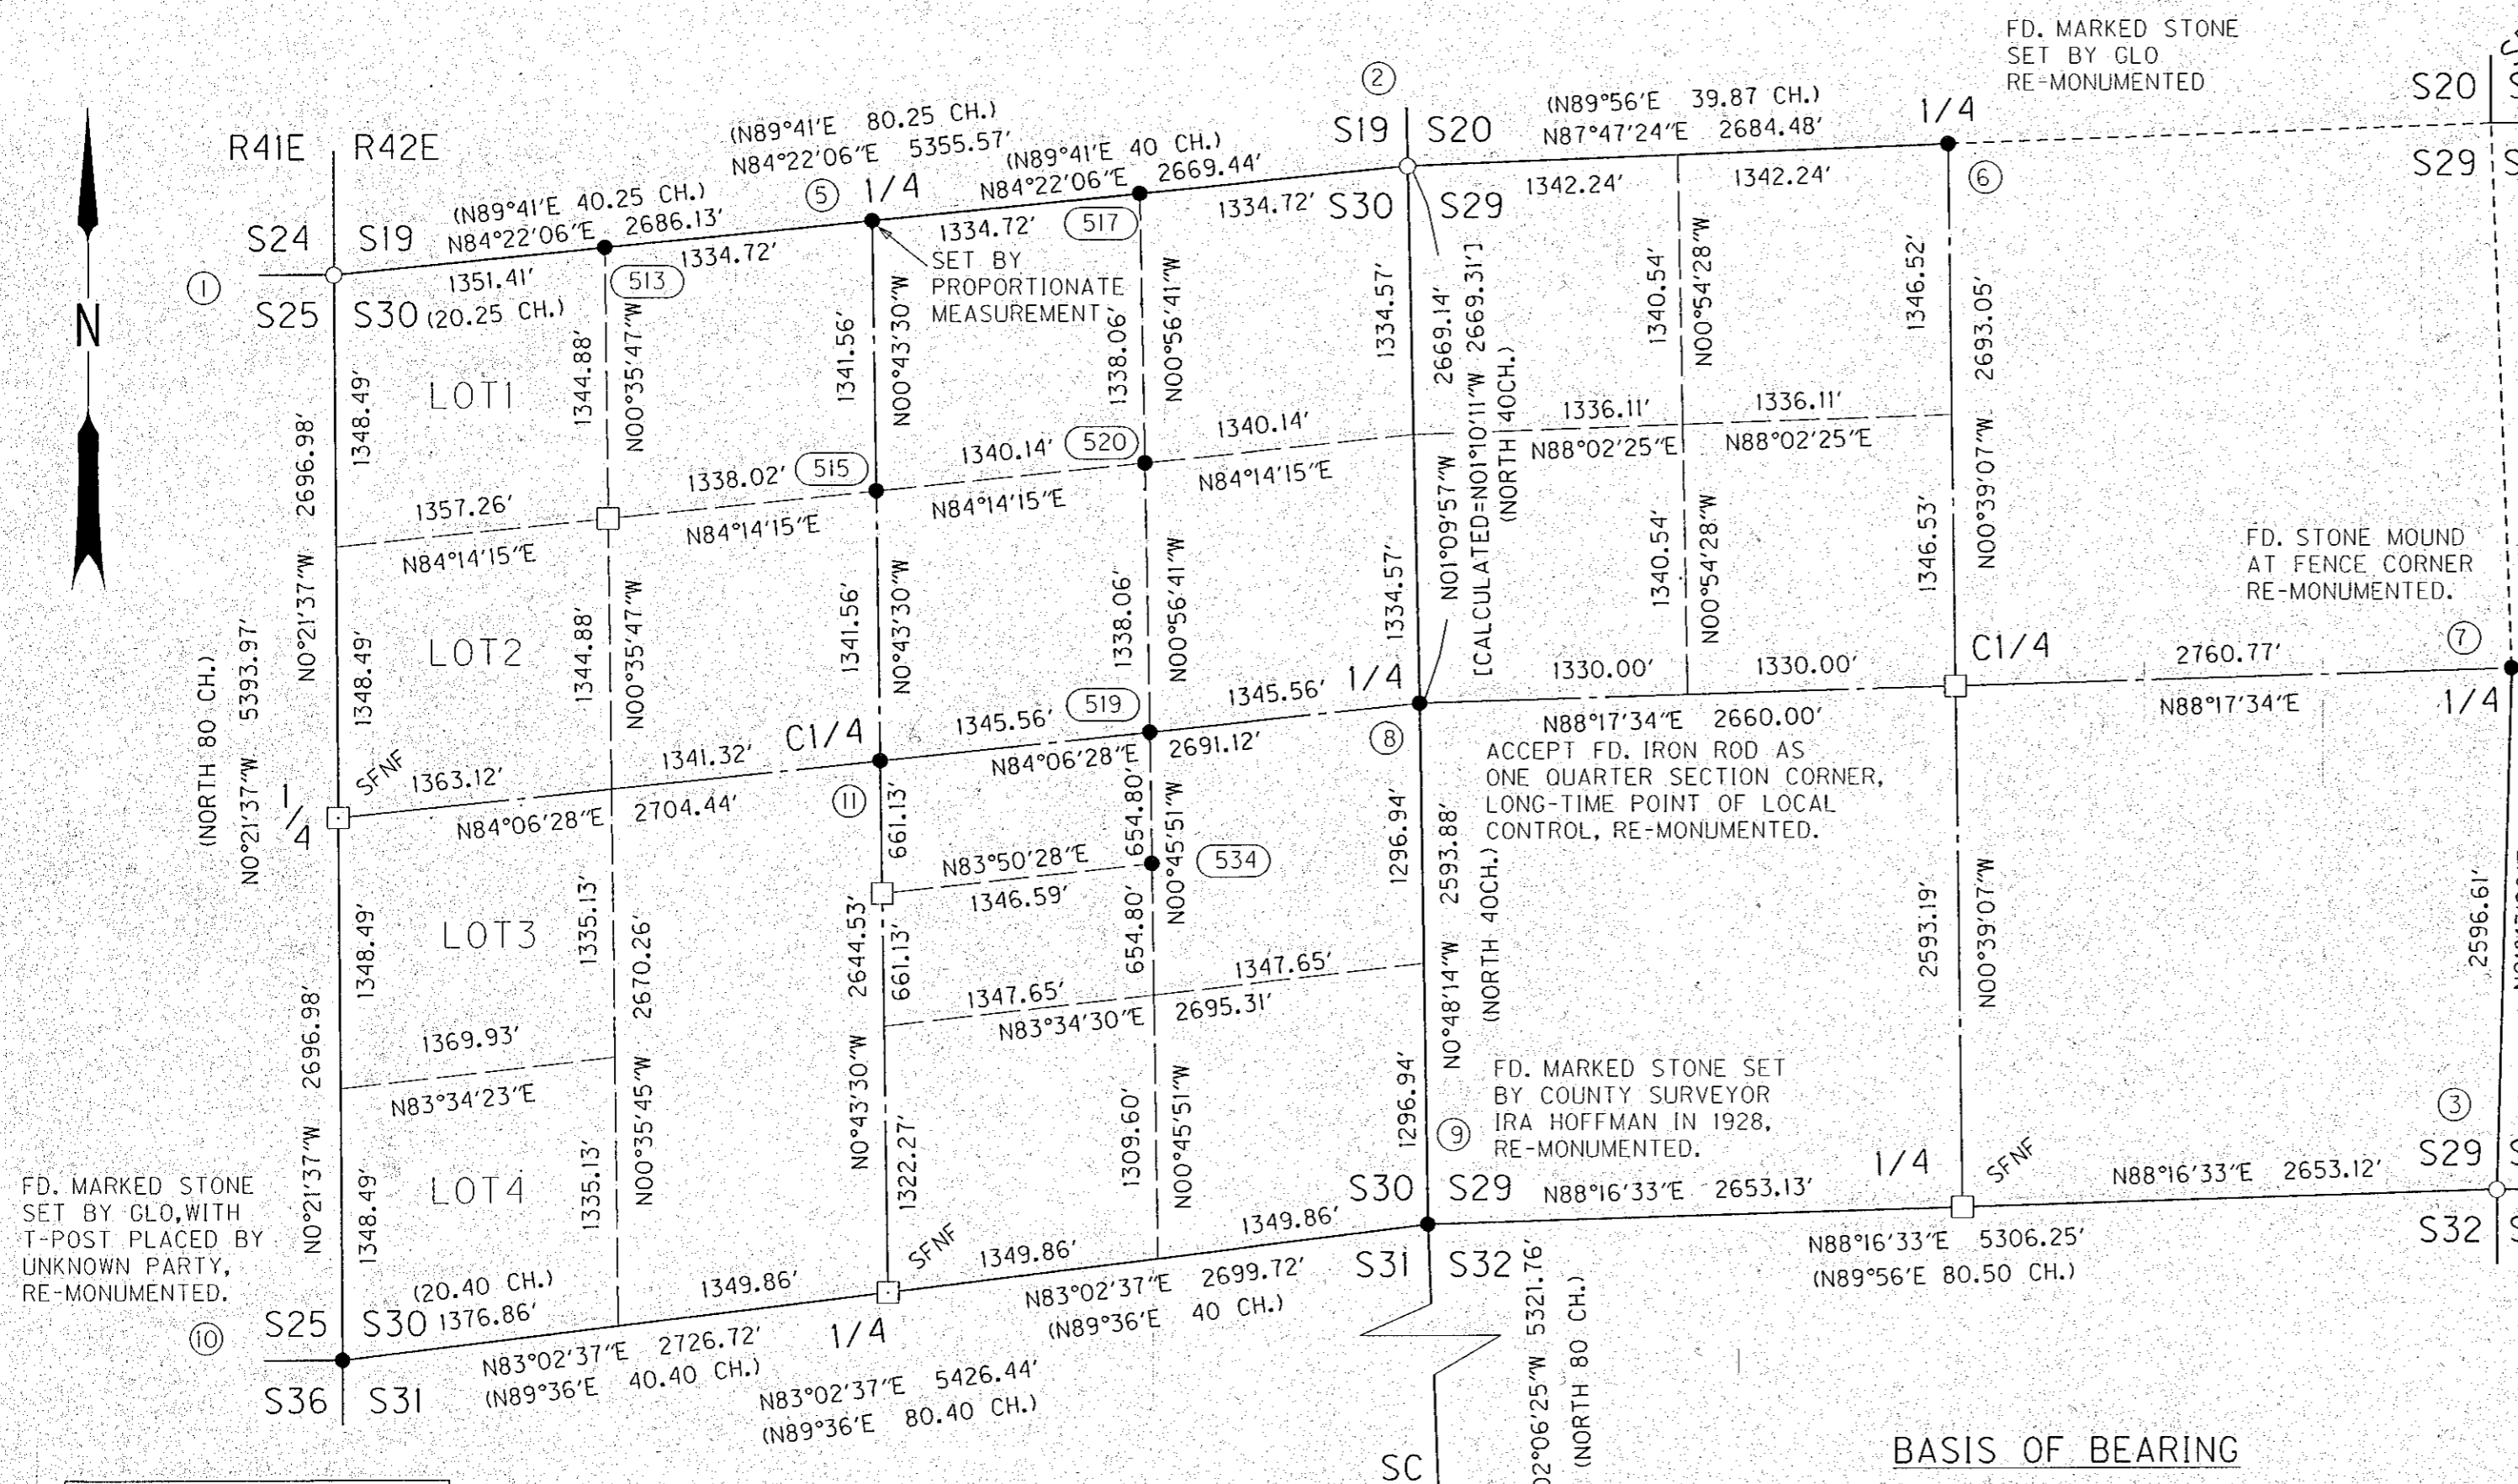 FD. MARKED STONE
SET BY GLO
RE-MONUMENTED
S20
S29
R41E
R42E
(N89°41'E 80.25 CH.)
N84°22'06"E 5355.57'
②
S19
S20
(N89°56'E 39.87 CH.)
N87°47'24"E 2684.48'
1/4
(N89°41'E 40 CH.)
N84°22'06"E 2669.44'
⑤
1/4
(N89°41'E 40.25 CH.)
N84°22'06"E 2686.13'
S24
S19
①
S25
S30
1351.41'
(20.25 CH.)
513
1334.72'
1334.72'
517
1334.72'
S30
S29
1342.24'
1342.24'
⑥
SET BY
PROPORTIONATE
MEASUREMENT
N
LOT1
1348.49'
2696.98'
1344.88'
N00°35'47"W
1341.56'
N00°43'30"W
1338.06'
N00°56'41"W
1334.57'
2669.14'
[CALCULATED=N01°10'11"W 2669.31']
(NORTH 40CH.)
1340.54'
N00°54'28"W
1346.52'
2693.05'
1357.26'
N84°14'15"E
1338.02'
515
N84°14'15"E
1340.14'
520
N84°14'15"E
1340.14'
N84°14'15"E
1336.11'
N88°02'25"E
1336.11'
N88°02'25"E
N00°39'07"W
FD. STONE MOUND
AT FENCE CORNER
RE-MONUMENTED.
N0°21'37"W
LOT2
1348.49'
1344.88'
N00°35'47"W
1341.56'
N00°43'30"W
1338.06'
N00°56'41"W
1334.57'
N01°09'57"W
1340.54'
N00°54'28"W
1346.53'
(NORTH 80 CH.)
N0°21'37"W 5393.97'
1/4
SFNF
1363.12'
N84°06'28"E 2704.44'
1341.32'
C1/4
⑪
1345.56'
519
N84°06'28"E 2691.12'
1345.56'
1/4
⑧
1330.00'
1330.00'
N88°17'34"E 2660.00'
C1/4
2760.77'
N88°17'34"E
⑦
1/4
ACCEPT FD. IRON ROD AS
ONE QUARTER SECTION CORNER,
LONG-TIME POINT OF LOCAL
CONTROL, RE-MONUMENTED.
661.13'
654.80'
N83°50'28"E
1346.59'
534
N00°45'51"W
1296.94'
2593.88'
(NORTH 40CH.)
LOT3
1348.49'
2696.98'
1335.13'
2670.26'
2644.53'
661.13'
654.80'
1347.65'
1347.65'
N83°34'30"E 2695.31'
N0°48'14"W
2593.19'
N00°39'07"W
2596.61'
1369.93'
N83°34'23"E
FD. MARKED STONE SET
BY COUNTY SURVEYOR
IRA HOFFMAN IN 1928,
RE-MONUMENTED.
⑨
③
FD. MARKED STONE
SET BY GLO,WITH
T-POST PLACED BY
UNKNOWN PARTY,
RE-MONUMENTED.
N0°21'37"W
LOT4
1348.49'
1335.13'
N00°35'45"W
N0°43'30"W
1322.27'
1309.60'
N00°45'51"W
1296.94'
S30
S29
N88°16'33"E 2653.13'
1/4
SFNF
N88°16'33"E 2653.12'
S29
S32
⑩
S25
S30
(20.40 CH.)
1376.86'
1349.86'
SFNF
1349.86'
1349.86'
S31
S32
N88°16'33"E 5306.25'
(N89°56'E 80.50 CH.)
S36
S31
N83°02'37"E 2726.72'
(N89°36'E 40.40 CH.)
1/4
N83°02'37"E 2699.72'
(N89°36'E 40 CH.)
N83°02'37"E 5426.44'
(N89°36'E 80.40 CH.)
02°06'25"W 5321.76'
(NORTH 80 CH.)
SC
BASIS OF BEARING